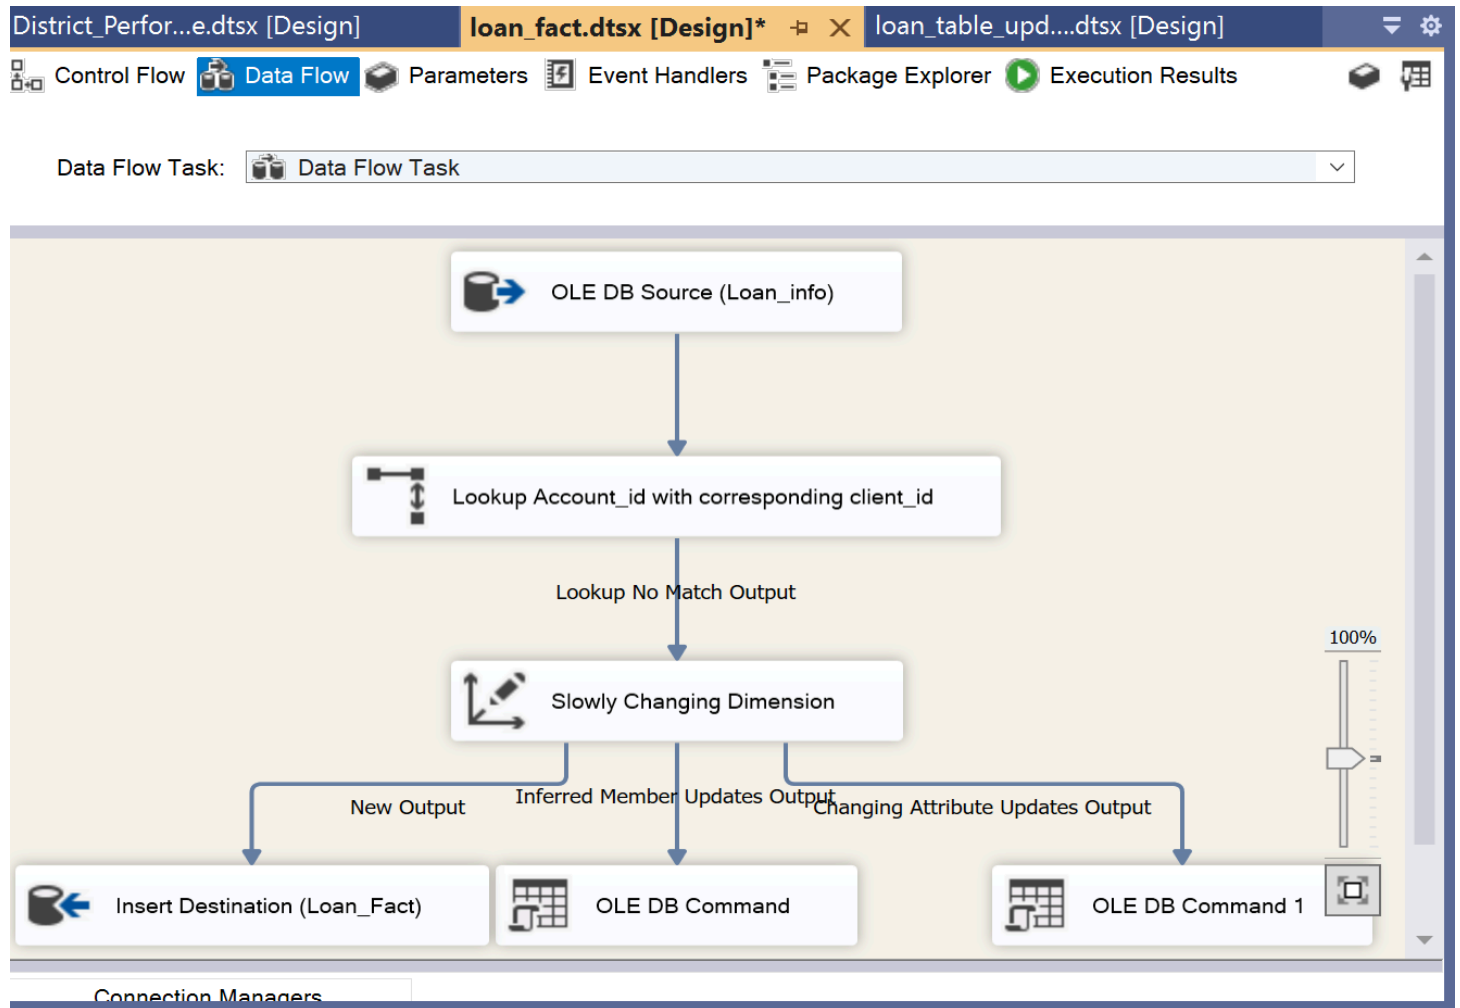 District_Perfor...e.dtsx [Design]
loan_fact.dtsx [Design]*
loan_table_upd....dtsx [Design]
Control Flow
Data Flow
Parameters
Event Handlers
Package Explorer
Execution Results
Data Flow Task:
Data Flow Task
OLE DB Source (Loan_info)
Lookup Account_id with corresponding client_id
Lookup No Match Output
100%
Slowly Changing Dimension
New Output
Inferred Member Updates Output
Changing Attribute Updates Output
Insert Destination (Loan_Fact)
OLE DB Command
OLE DB Command 1
Connection Managers